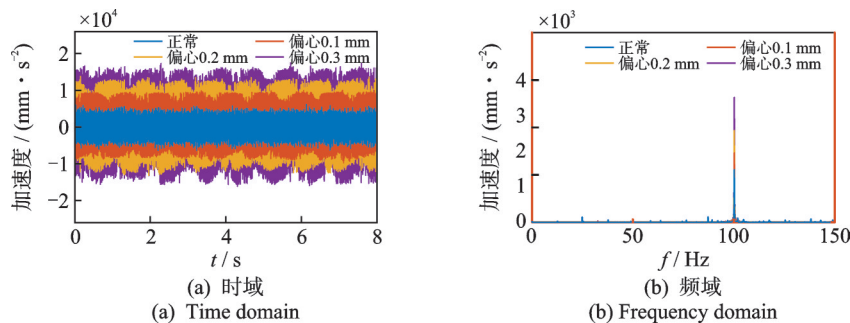 ×10⁴
正常 偏心0.1 mm
偏心0.2 mm 偏心0.3 mm
2
1
0
−1
−2
加速度 / (mm·s⁻²)
0 2 4 6 8
t / s
(a) 时域
(a) Time domain
×10³
正常 偏心0.1 mm
偏心0.2 mm 偏心0.3 mm
4
3
2
1
0
加速度 / (mm·s⁻²)
0 50 100 150
f / Hz
(b) 频域
(b) Frequency domain